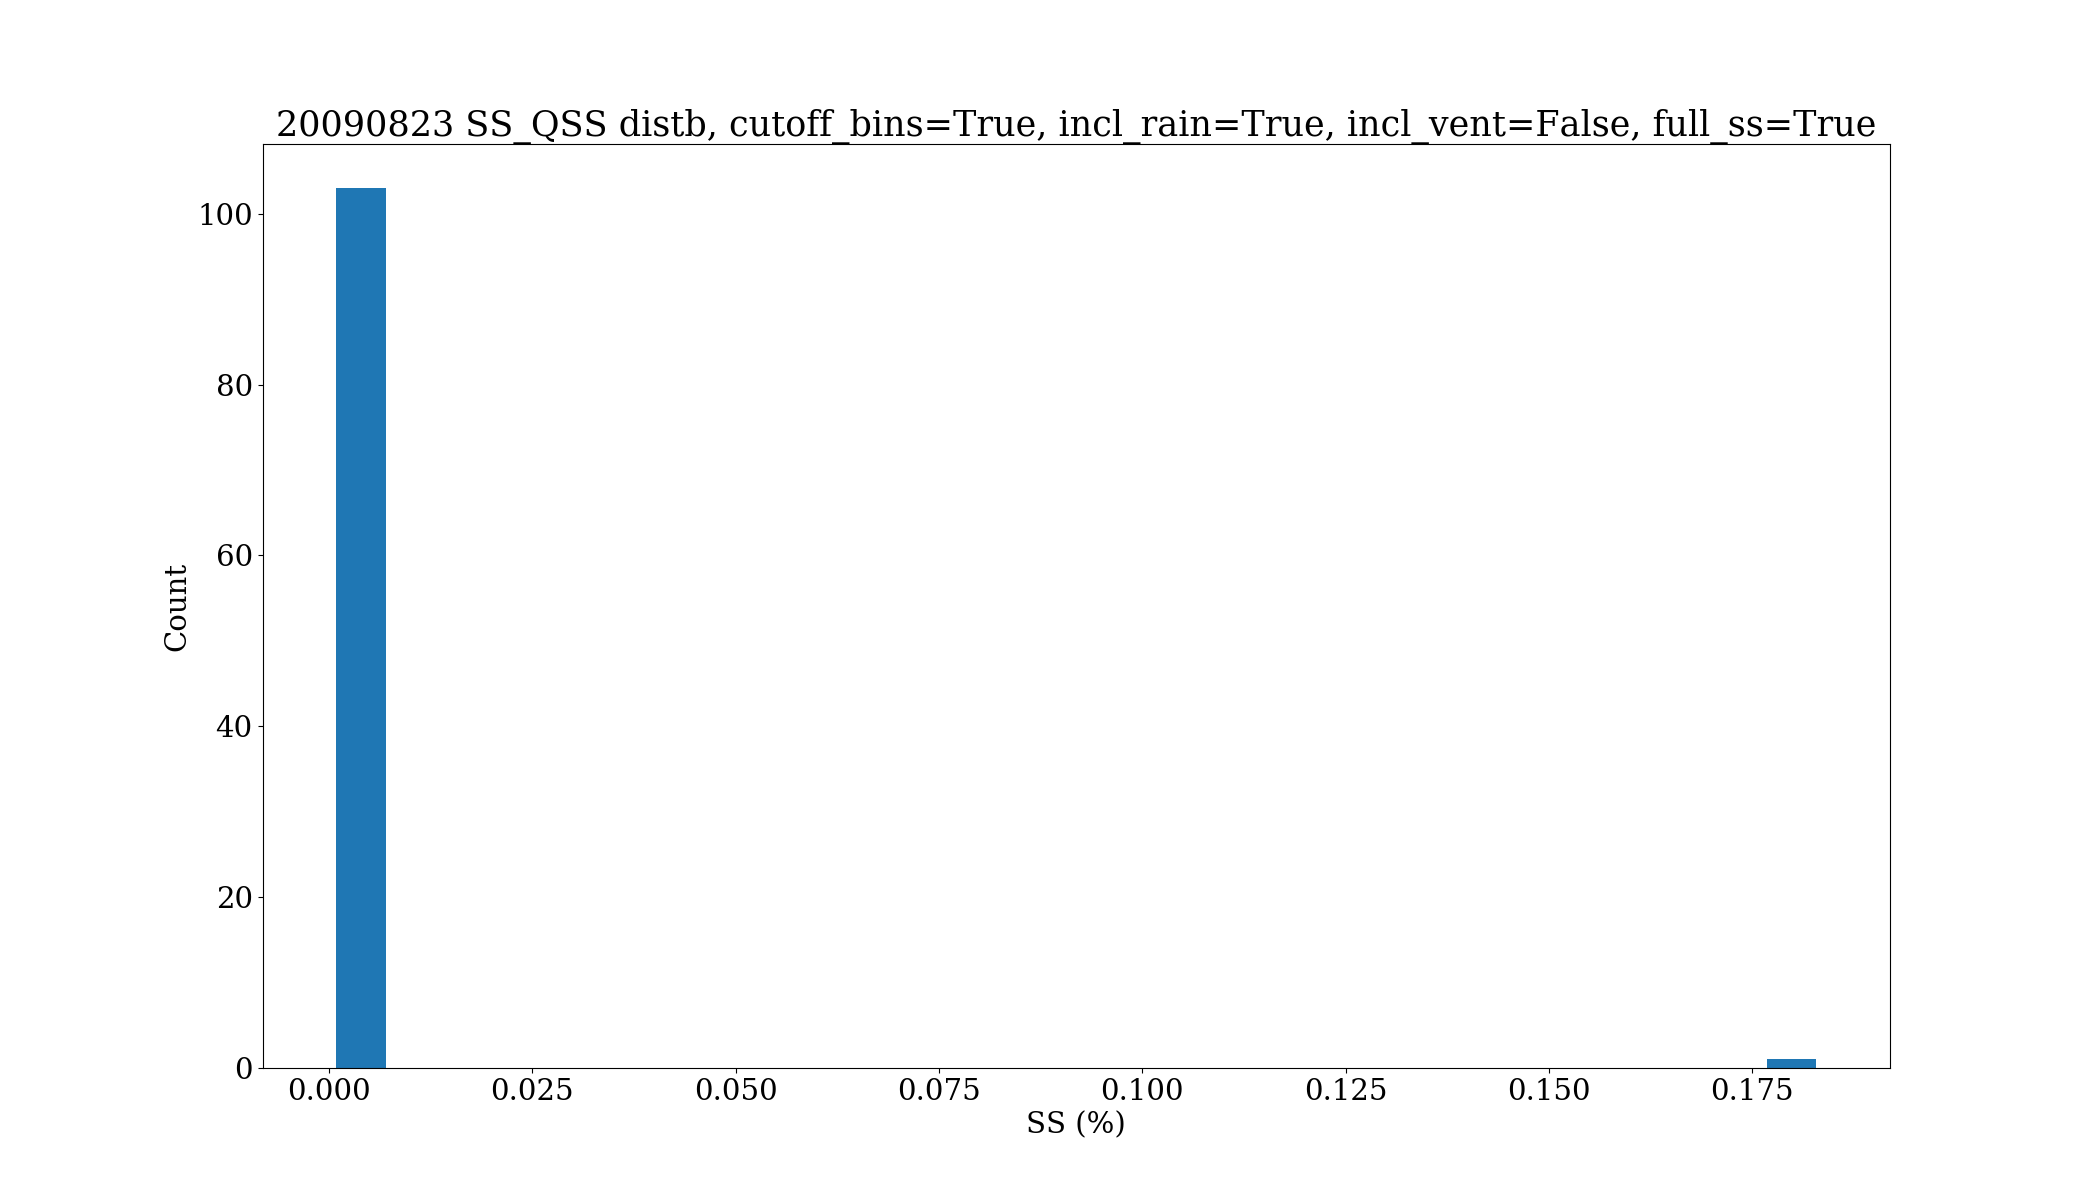 20090823 SS_QSS distb, cutoff_bins=True, incl_rain=True, incl_vent=False, full_ss=True
100
80
60
40
20
0
Count
0.000 0.025 0.050 0.075 0.100 0.125 0.150 0.175
SS (%)